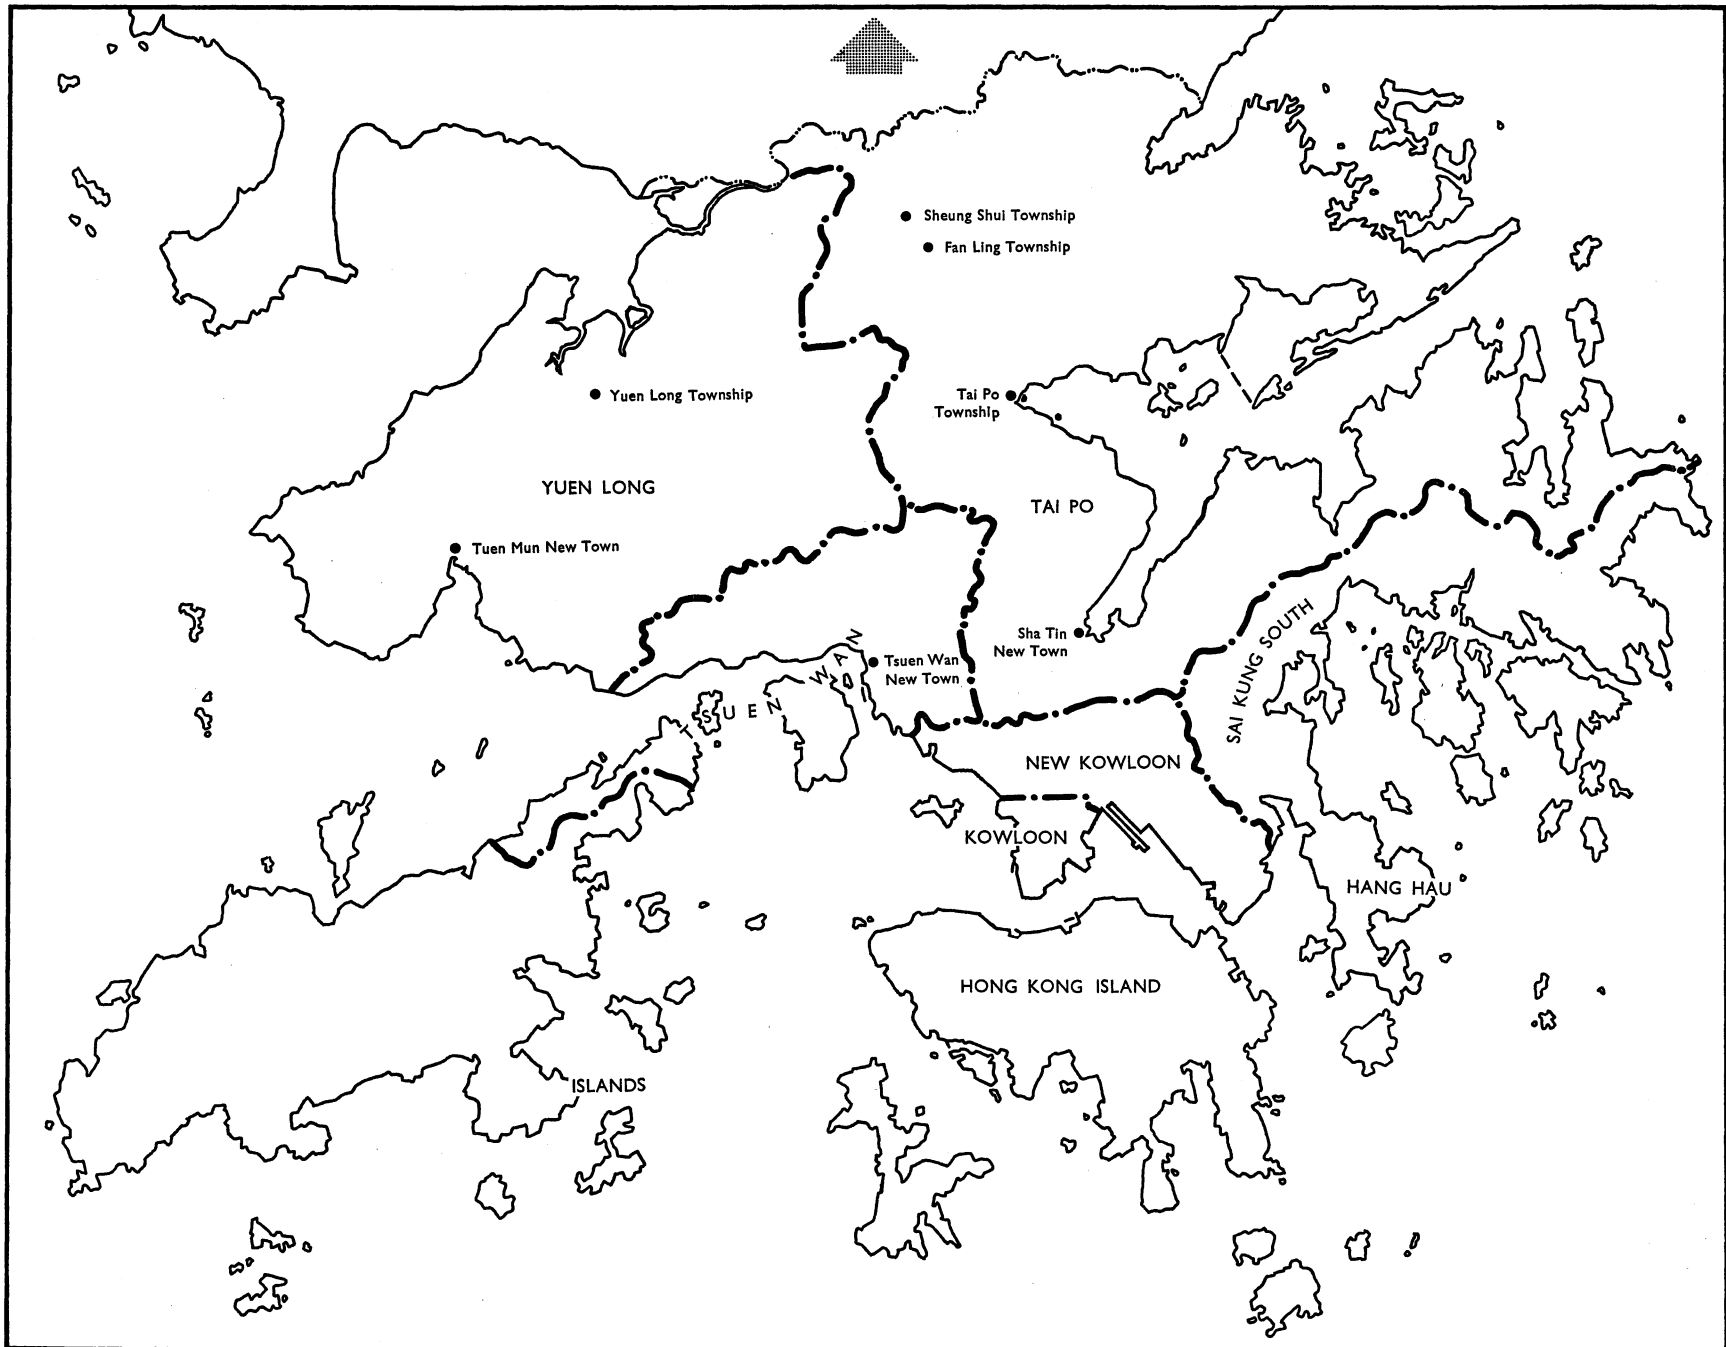 Sheung Shui Township
Fan Ling Township
Yuen Long Township
Tai Po
Township
YUEN LONG
TAI PO
Tuen Mun New Town
Sha Tin
New Town
SAI KUNG SOUTH
Tsuen Wan
New Town
TSUEN WAN
NEW KOWLOON
KOWLOON
HANG HAU
HONG KONG ISLAND
ISLANDS